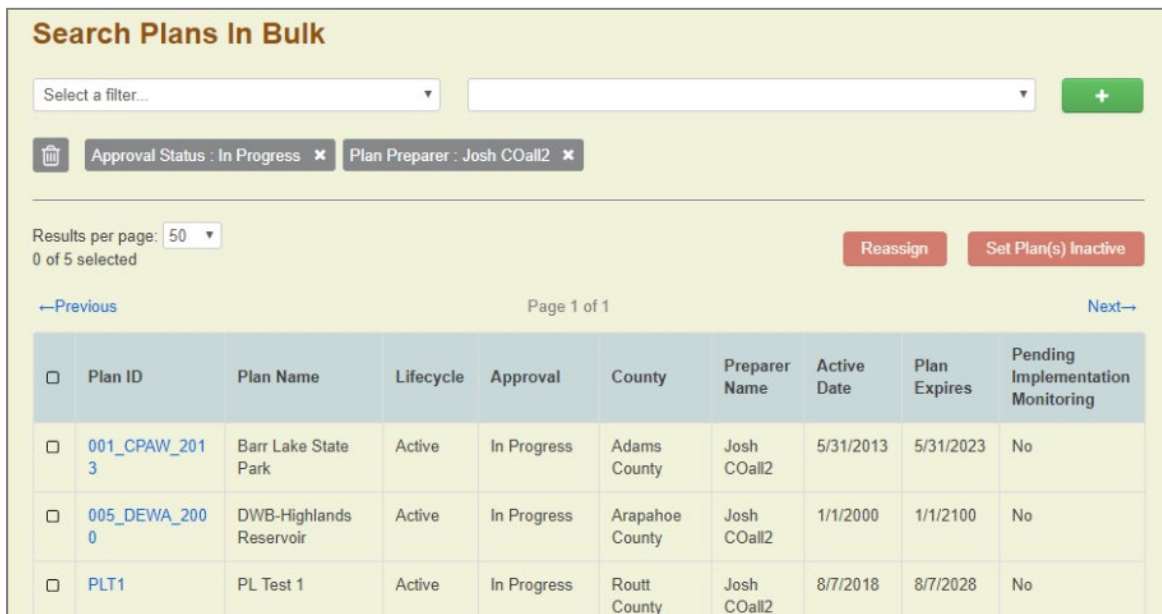 Search Plans In Bulk
Select a filter...
+
Approval Status : In Progress ✖ Plan Preparer : Josh COall2 ✖
Results per page: 50
0 of 5 selected
Reassign Set Plan(s) Inactive
←Previous Page 1 of 1 Next→
Plan ID Plan Name Lifecycle Approval County Preparer Name Active Date Plan Expires Pending Implementation Monitoring
001_CPAW_2013 Barr Lake State Park Active In Progress Adams County Josh COall2 5/31/2013 5/31/2023 No
005_DEWA_2000 DWB-Highlands Reservoir Active In Progress Arapahoe County Josh COall2 1/1/2000 1/1/2100 No
PLT1 PL Test 1 Active In Progress Routt County Josh COall2 8/7/2018 8/7/2028 No